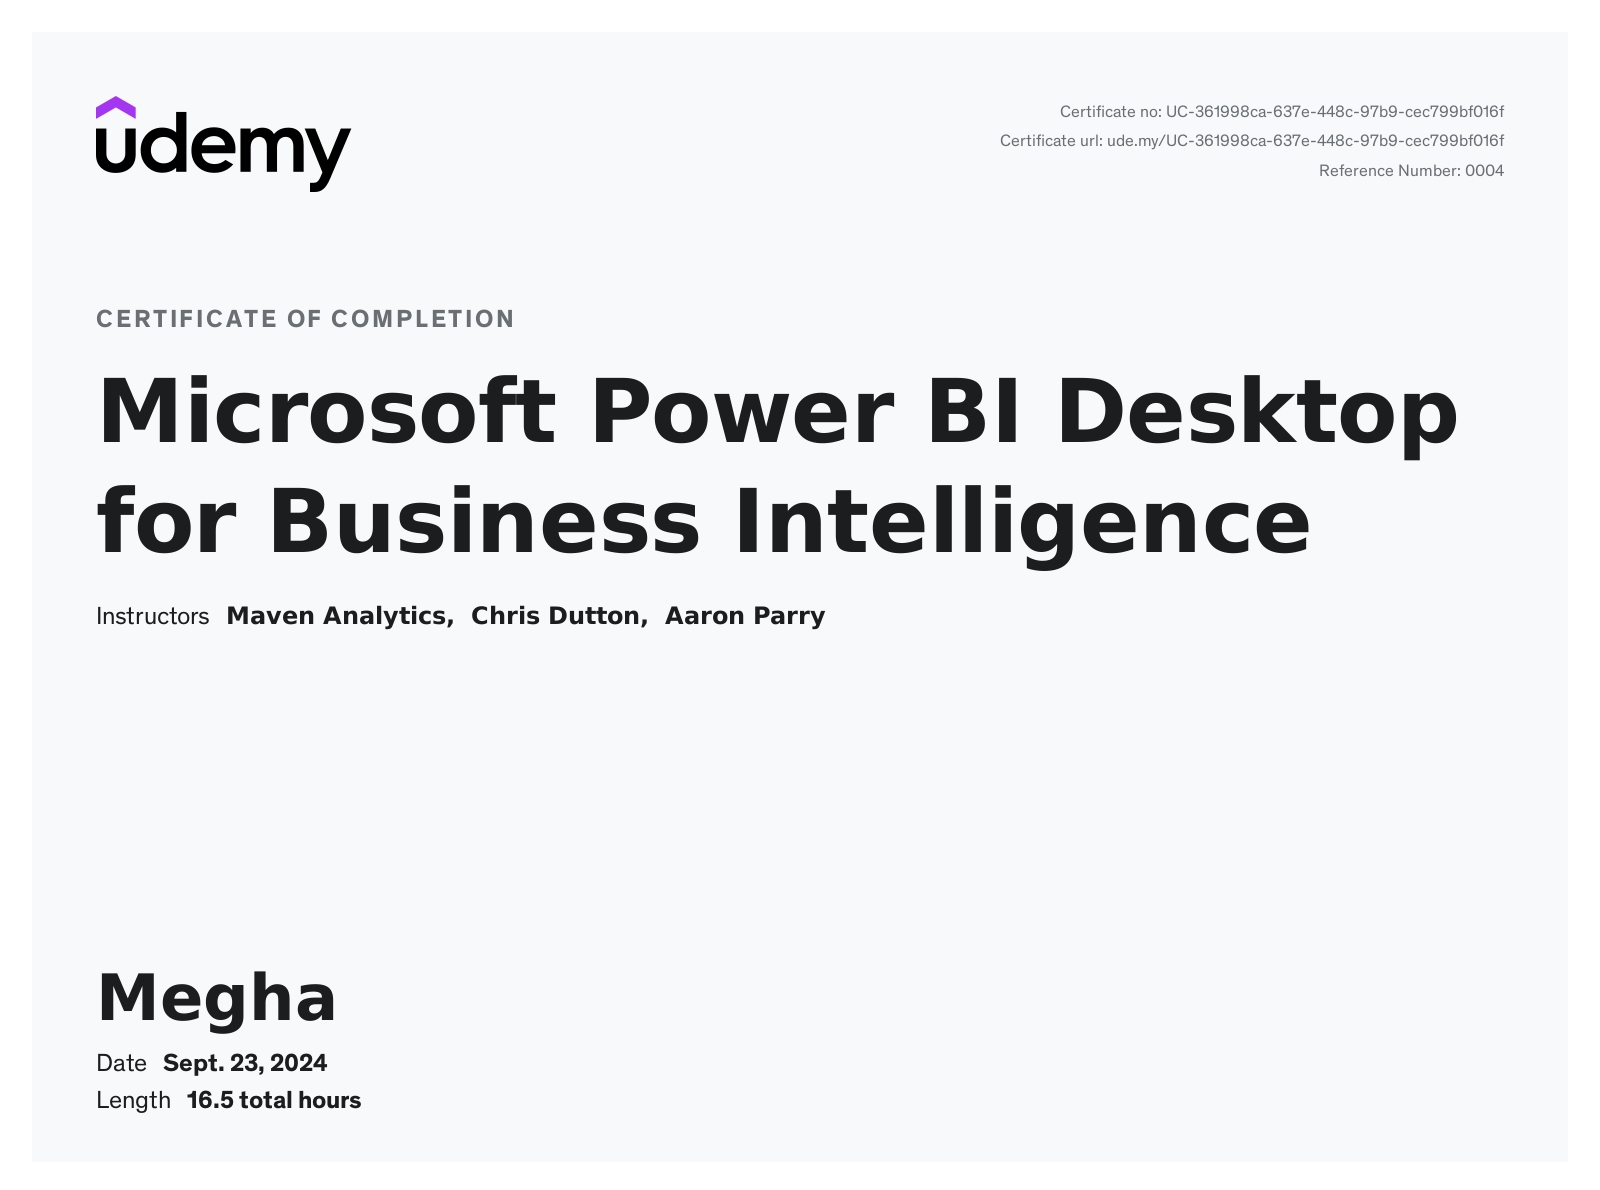 udemy
Certificate no: UC-361998ca-637e-448c-97b9-cec799bf016f
Certificate url: ude.my/UC-361998ca-637e-448c-97b9-cec799bf016f
Reference Number: 0004
CERTIFICATE OF COMPLETION
Microsoft Power BI Desktop
for Business Intelligence
Instructors Maven Analytics, Chris Dutton, Aaron Parry
Megha
Date Sept. 23, 2024
Length 16.5 total hours